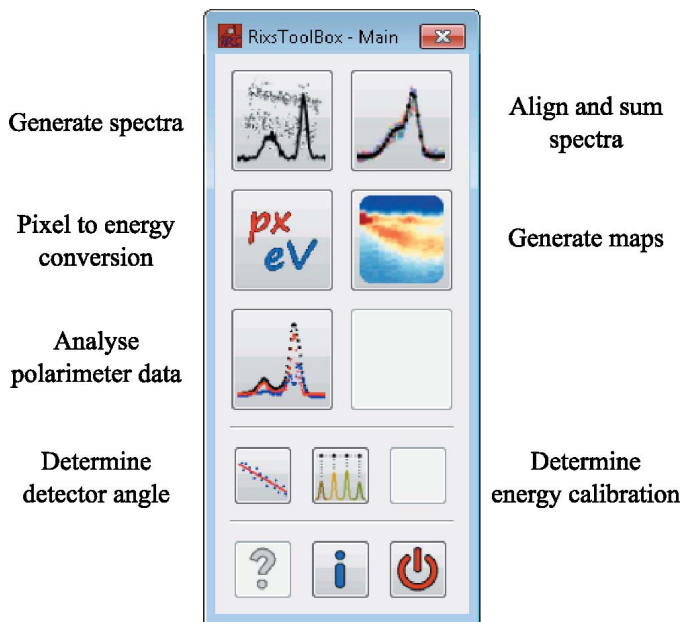 RixsToolBox - Main
Generate spectra
Align and sum
spectra
Pixel to energy
conversion
px
eV
Generate maps
Analyse
polarimeter data
Determine
detector angle
Determine
energy calibration
?
i